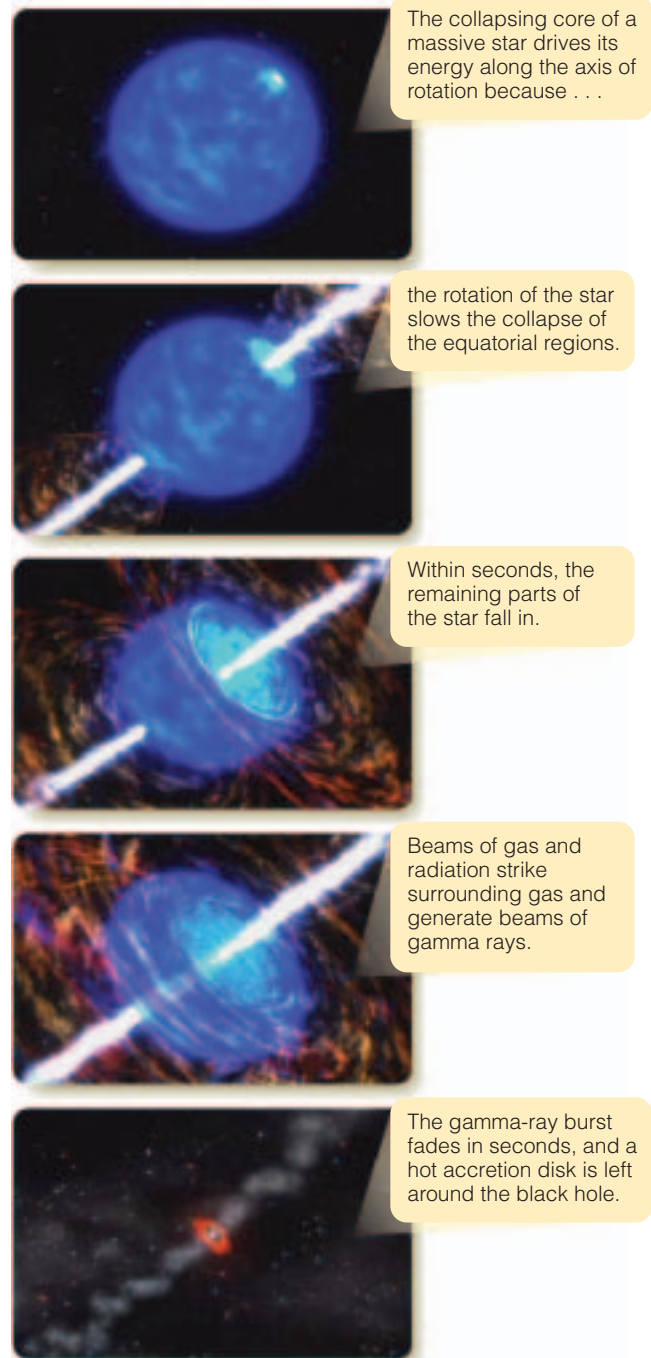 The collapsing core of a
massive star drives its
energy along the axis of
rotation because . . .
the rotation of the star
slows the collapse of
the equatorial regions.
Within seconds, the
remaining parts of
the star fall in.
Beams of gas and
radiation strike
surrounding gas and
generate beams of
gamma rays.
The gamma-ray burst
fades in seconds, and a
hot accretion disk is left
around the black hole.